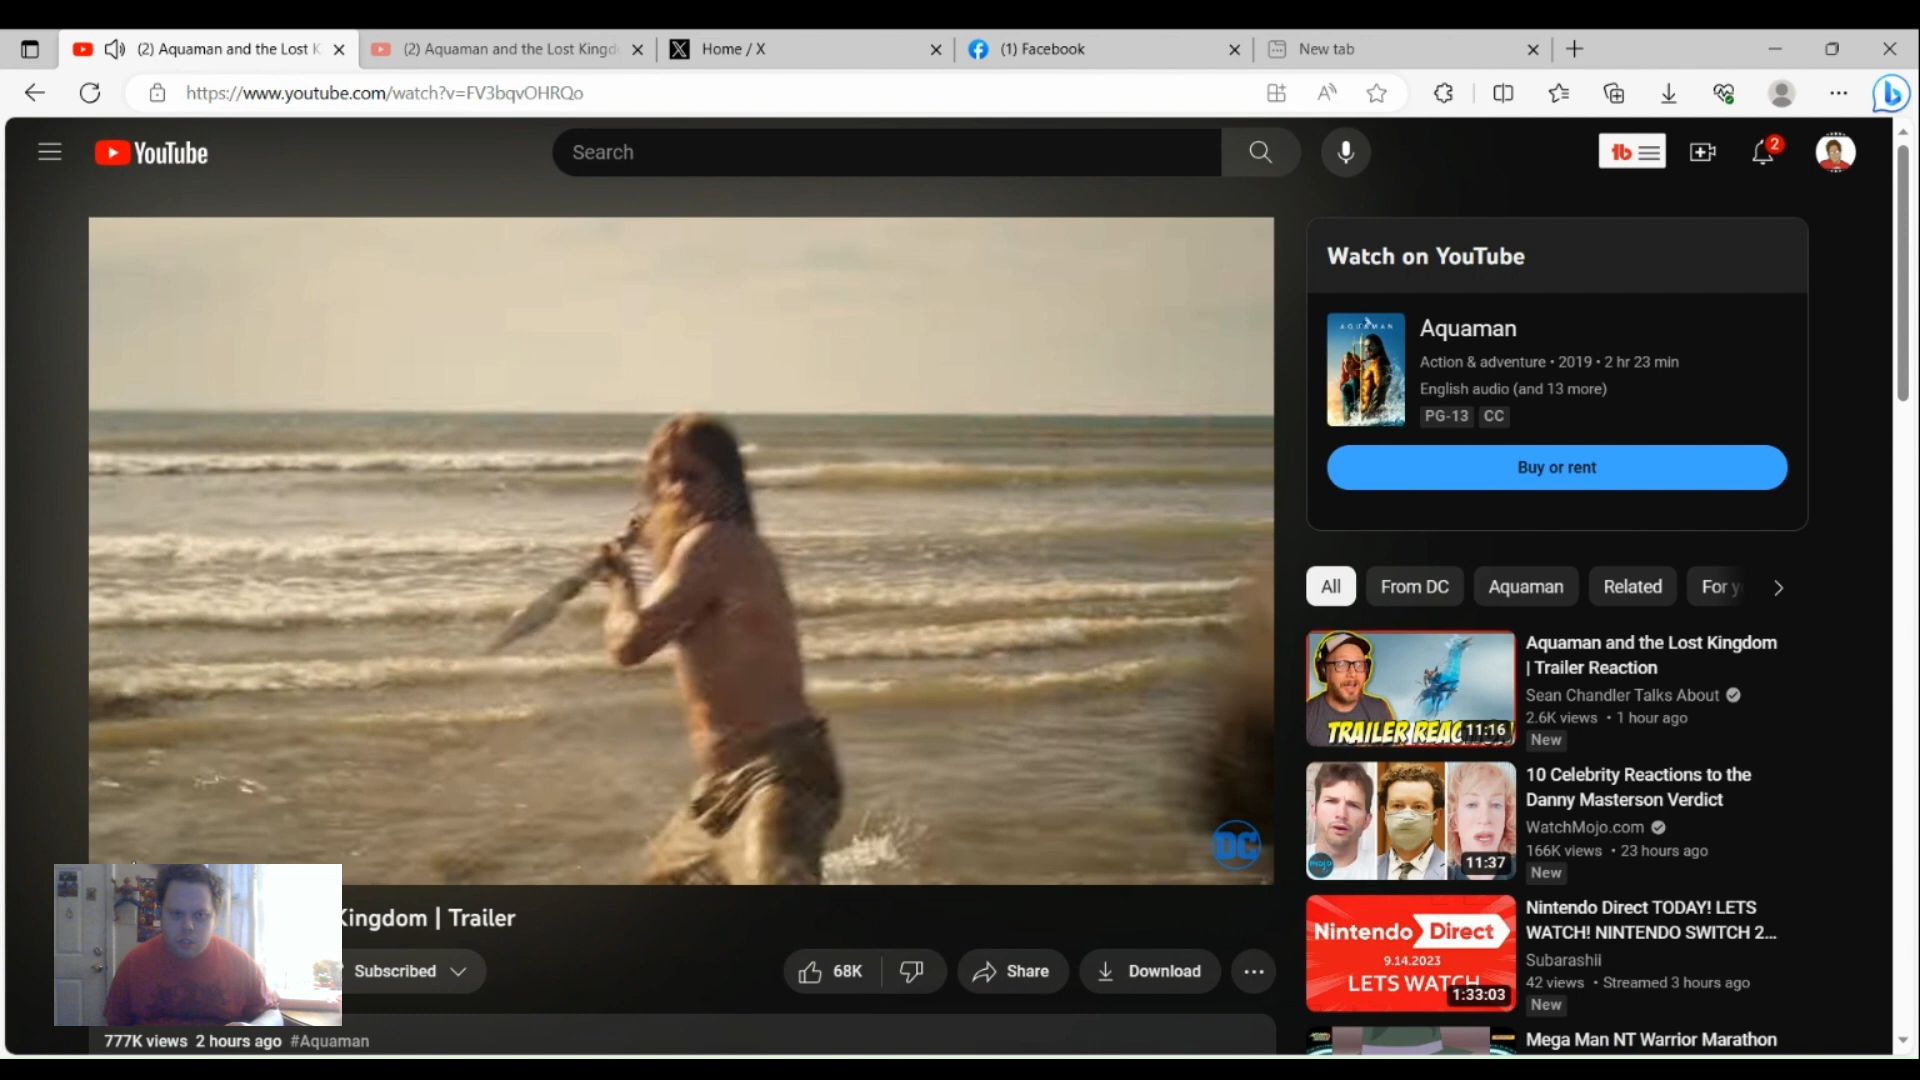 (2) Aquaman and the Lost K
(2) Aquaman and the Lost Kingd
Home / X
(1) Facebook
New tab
https://www.youtube.com/watch?v=FV3bqvOHRQo
YouTube
Search
2
Watch on YouTube
AQUAMAN
Aquaman
Action & adventure • 2019 • 2 hr 23 min
English audio (and 13 more)
PG-13 CC
Buy or rent
All
From DC
Aquaman
Related
For y
Aquaman and the Lost Kingdom
| Trailer Reaction
Sean Chandler Talks About
2.6K views • 1 hour ago
New
TRAILER REAC
11:16
10 Celebrity Reactions to the
Danny Masterson Verdict
WatchMojo.com
166K views • 23 hours ago
New
mojo
11:37
Nintendo Direct TODAY! LETS
WATCH! NINTENDO SWITCH 2...
Subarashii
42 views • Streamed 3 hours ago
New
Nintendo Direct
9.14.2023
LETS WATCH
1:33:03
Mega Man NT Warrior Marathon
DC
Kingdom | Trailer
Subscribed
68K
Share
Download
777K views 2 hours ago #Aquaman